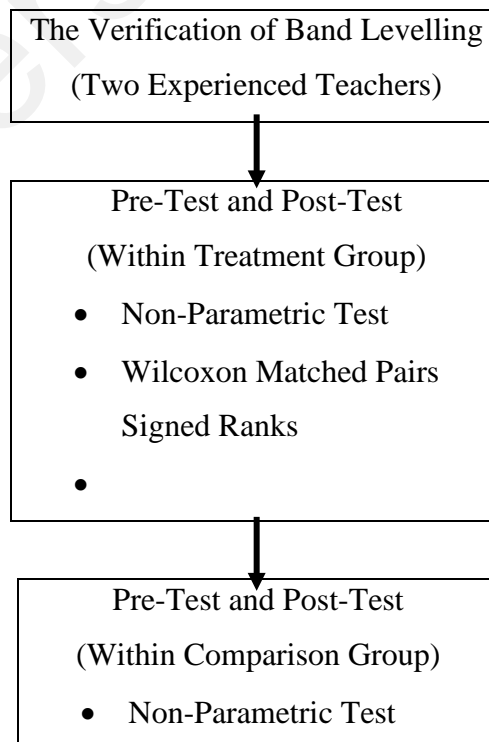 The Verification of Band Levelling
(Two Experienced Teachers)
Pre-Test and Post-Test
(Within Treatment Group)
• Non-Parametric Test
• Wilcoxon Matched Pairs
Signed Ranks
•
Pre-Test and Post-Test
(Within Comparison Group)
• Non-Parametric Test